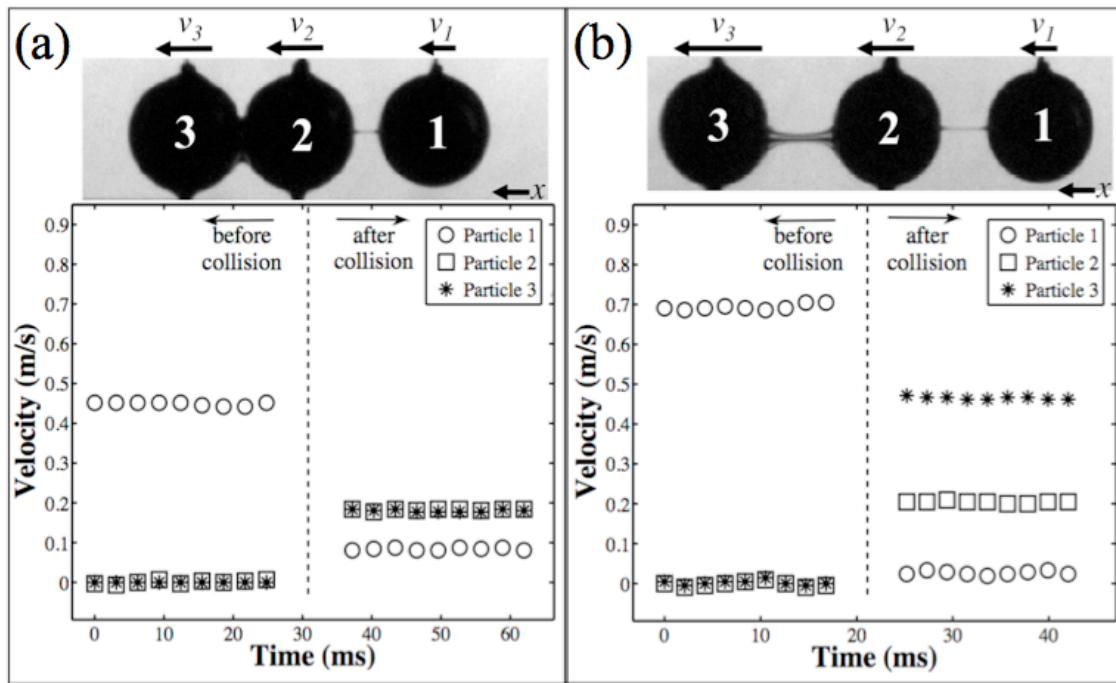 (a)
v3
v2
v1
3
2
1
x
before
collision
after
collision
Particle 1
Particle 2
Particle 3
0.9
0.8
0.7
0.6
0.5
0.4
0.3
0.2
0.1
0
Velocity (m/s)
0
10
20
30
40
50
60
Time (ms)
(b)
v3
v2
v1
3
2
1
x
before
collision
after
collision
Particle 1
Particle 2
Particle 3
0.9
0.8
0.7
0.6
0.5
0.4
0.3
0.2
0.1
0
Velocity (m/s)
0
10
20
30
40
Time (ms)